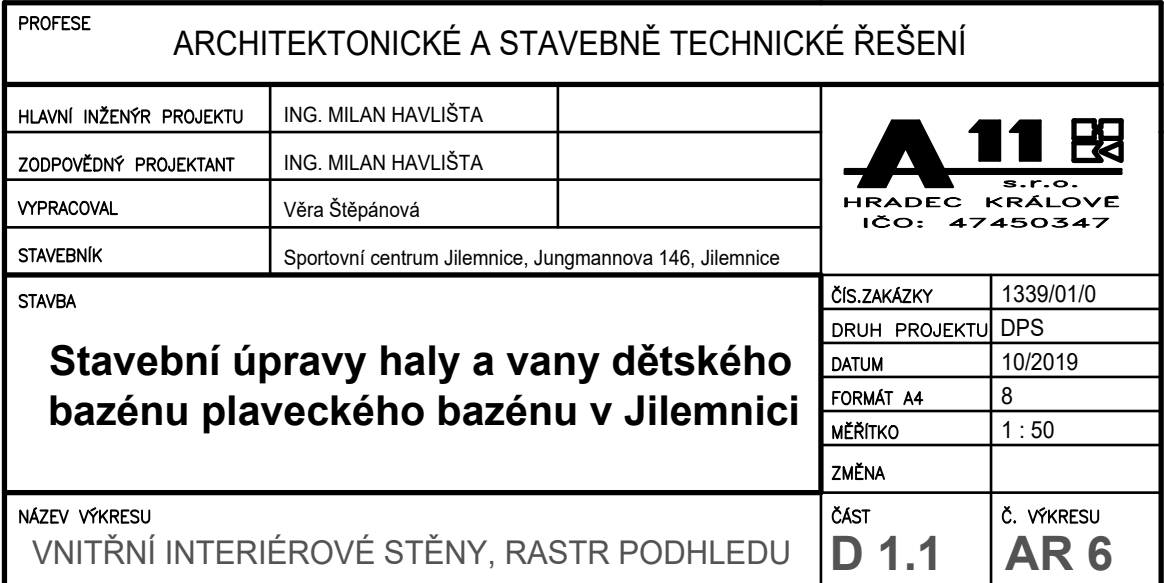 PROFESE
ARCHITEKTONICKÉ A STAVEBNĚ TECHNICKÉ ŘEŠENÍ
HLAVNÍ INŽENÝR PROJEKTU ING. MILAN HAVLIŠTA
ZODPOVĚDNÝ PROJEKTANT ING. MILAN HAVLIŠTA
VYPRACOVAL Věra Štěpánová
STAVEBNÍK Sportovní centrum Jilemnice, Jungmannova 146, Jilemnice
A 11
s.r.o.
HRADEC KRÁLOVÉ
IČO: 47450347
STAVBA
Stavební úpravy haly a vany dětského
bazénu plaveckého bazénu v Jilemnici
ČÍS.ZAKÁZKY 1339/01/0
DRUH PROJEKTU DPS
DATUM 10/2019
FORMÁT A4 8
MĚŘÍTKO 1 : 50
ZMĚNA
NÁZEV VÝKRESU
VNITŘNÍ INTERIÉROVÉ STĚNY, RASTR PODHLEDU
ČÁST
D 1.1
Č. VÝKRESU
AR 6